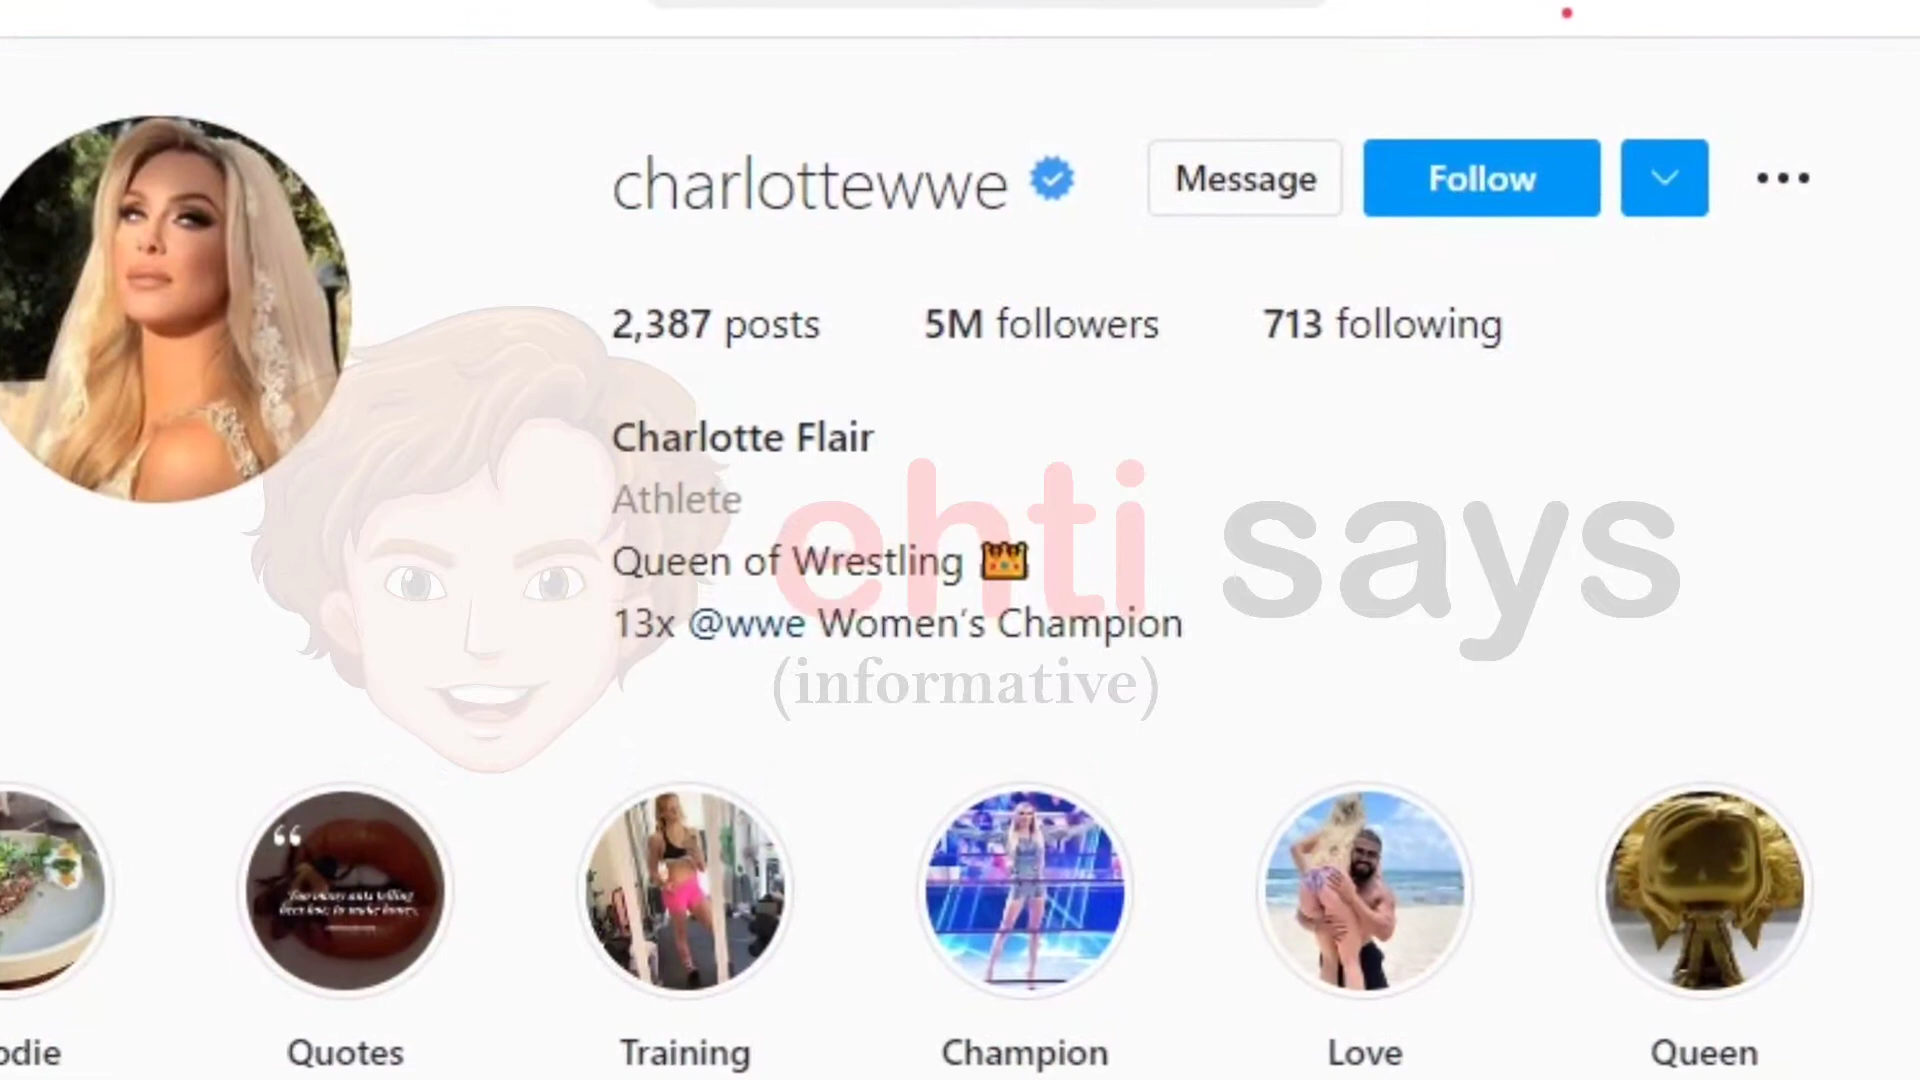 charlottewwe
Message
Follow
2,387 posts
5M followers
713 following
Charlotte Flair
Athlete
Queen of Wrestling 👑
13x @wwe Women's Champion
ehti says
(informative)
odie
Quotes
Training
Champion
Love
Queen